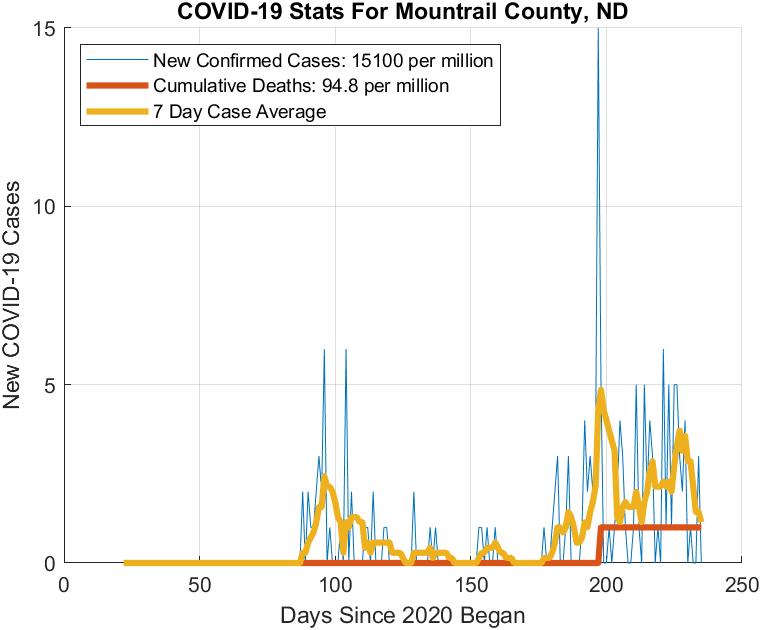 COVID-19 Stats For Mountrail County, ND
New Confirmed Cases: 15100 per million
Cumulative Deaths: 94.8 per million
7 Day Case Average
New COVID-19 Cases
15
10
5
0
0 50 100 150 200 250
Days Since 2020 Began